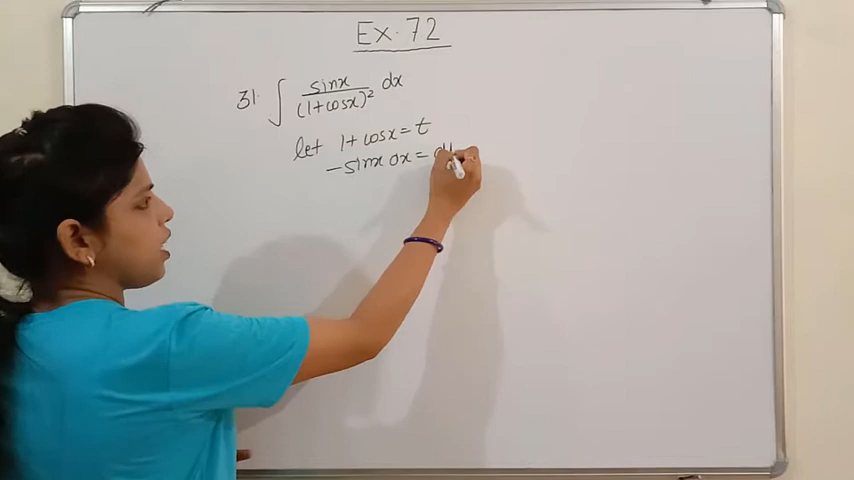 Ex. 72
31. ∫ sinx/(1+cosx)² dx
let 1+cosx=t
-sinx dx=